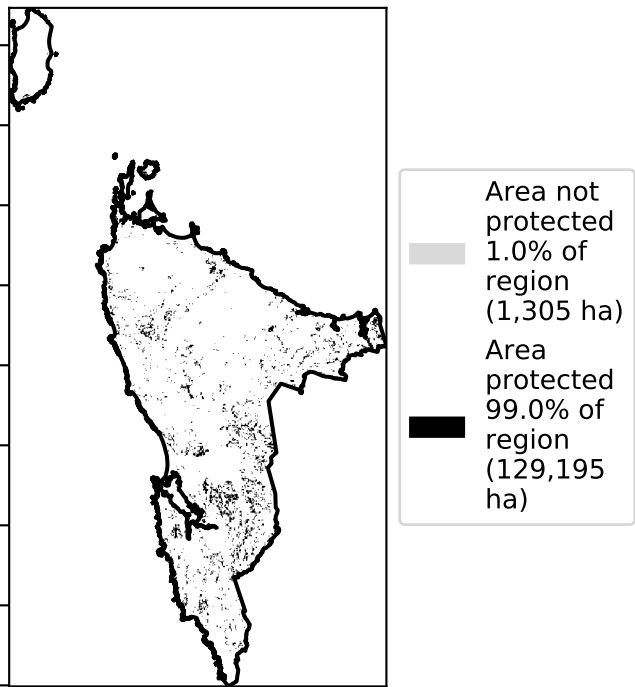 Area not
protected
1.0% of
region
(1,305 ha)
Area
protected
99.0% of
region
(129,195
ha)